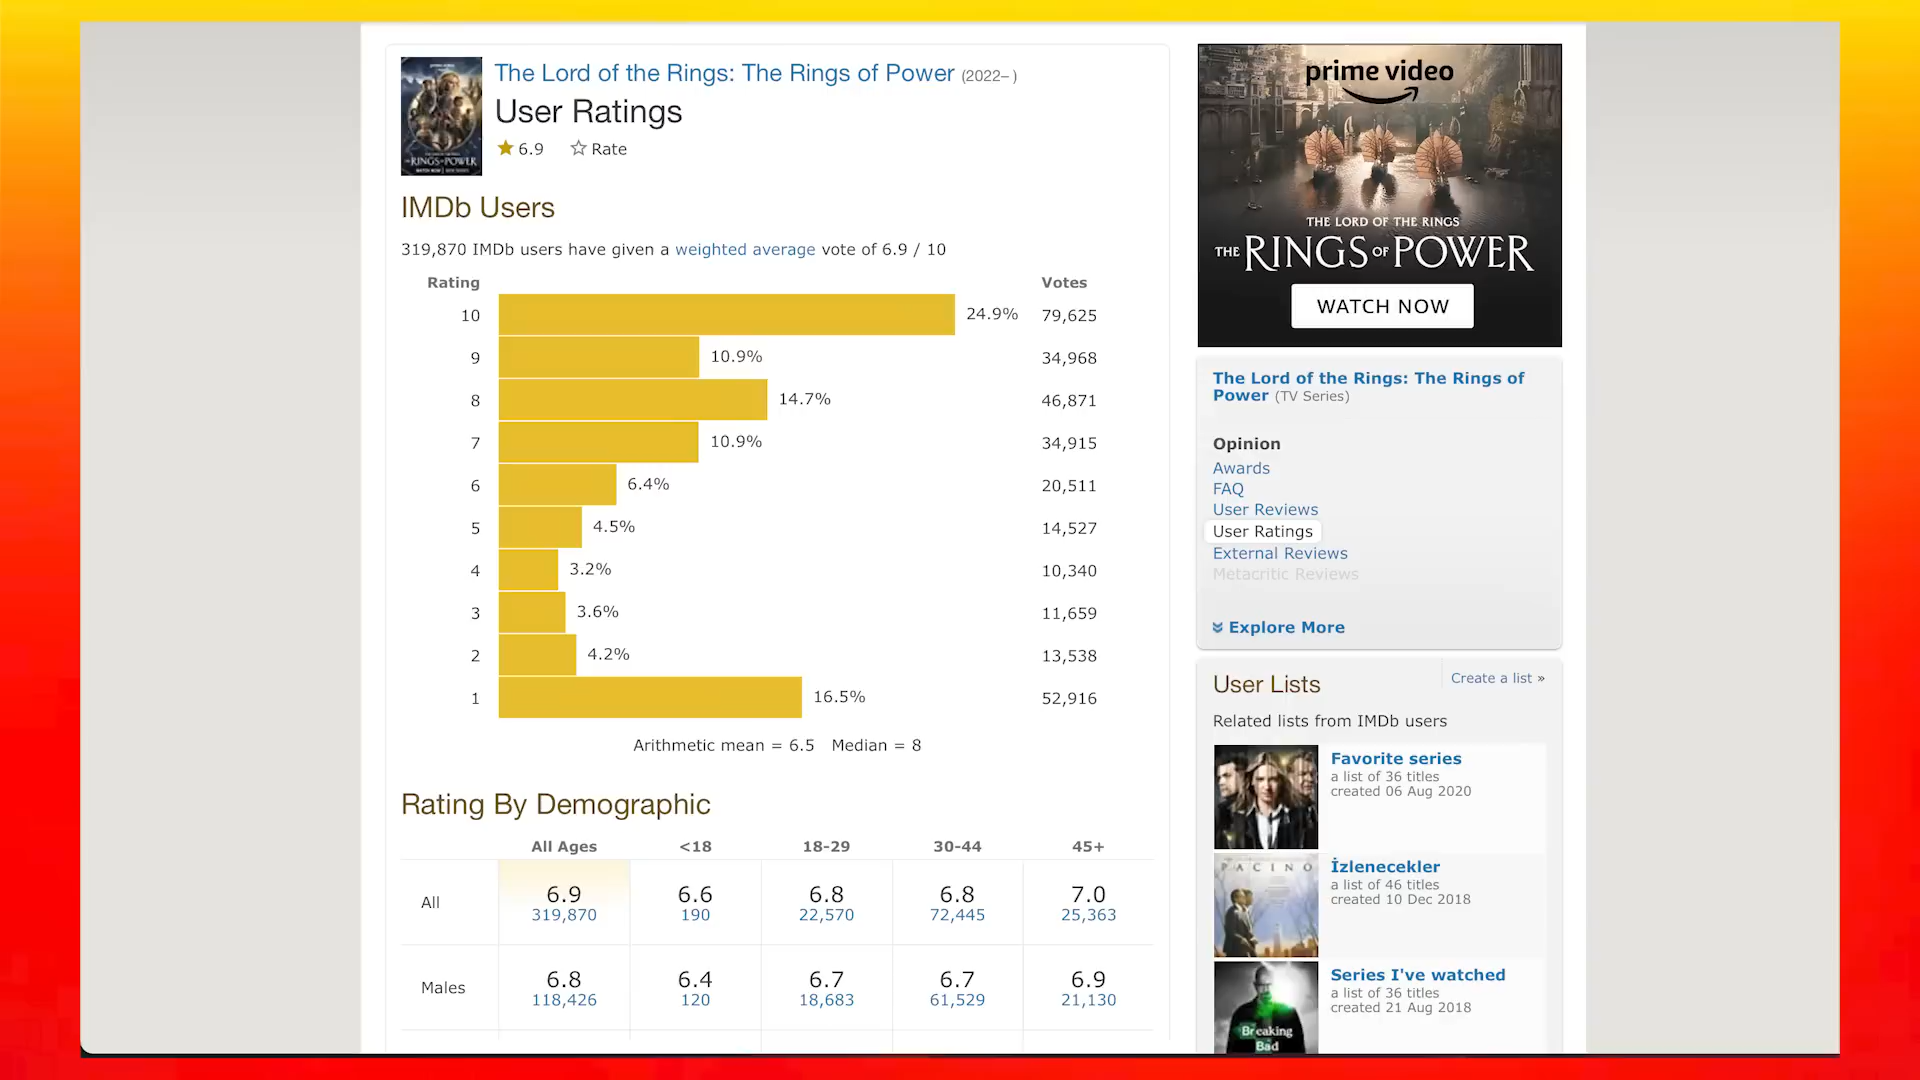 The Lord of the Rings: The Rings of Power (2022– )
User Ratings
6.9 Rate
THE RINGS OF POWER
IMDb Users
319,870 IMDb users have given a weighted average vote of 6.9 / 10
Rating Votes
10 24.9% 79,625
9 10.9% 34,968
8 14.7% 46,871
7 10.9% 34,915
6 6.4% 20,511
5 4.5% 14,527
4 3.2% 10,340
3 3.6% 11,659
2 4.2% 13,538
1 16.5% 52,916
Arithmetic mean = 6.5 Median = 8
Rating By Demographic
All Ages <18 18-29 30-44 45+
All 6.9 6.6 6.8 6.8 7.0
319,870 190 22,570 72,445 25,363
Males 6.8 6.4 6.7 6.7 6.9
118,426 120 18,683 61,529 21,130
prime video
THE LORD OF THE RINGS
THE RINGS OF POWER
WATCH NOW
The Lord of the Rings: The Rings of
Power (TV Series)
Opinion
Awards
FAQ
User Reviews
User Ratings
External Reviews
Metacritic Reviews
Explore More
User Lists Create a list »
Related lists from IMDb users
Favorite series
a list of 36 titles
created 06 Aug 2020
PACINO
İzlenecekler
a list of 46 titles
created 10 Dec 2018
Breaking
Bad
Series I've watched
a list of 36 titles
created 21 Aug 2018